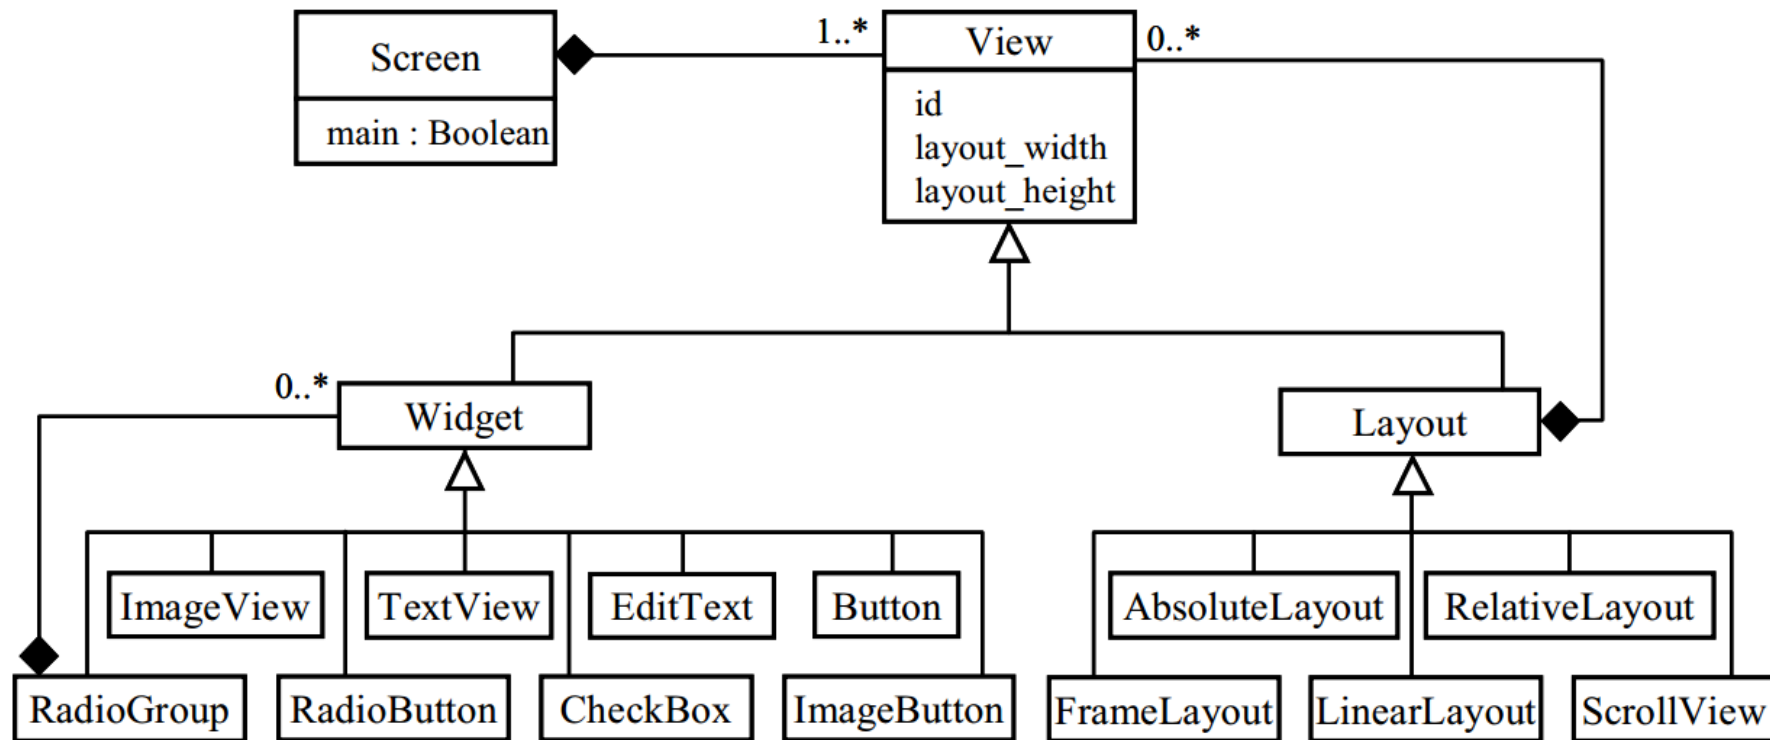 Screen
main : Boolean
1..*
View
0..*
id
layout_width
layout_height
0..*
Widget
Layout
ImageView
TextView
EditText
Button
AbsoluteLayout
RelativeLayout
RadioGroup
RadioButton
CheckBox
ImageButton
FrameLayout
LinearLayout
ScrollView